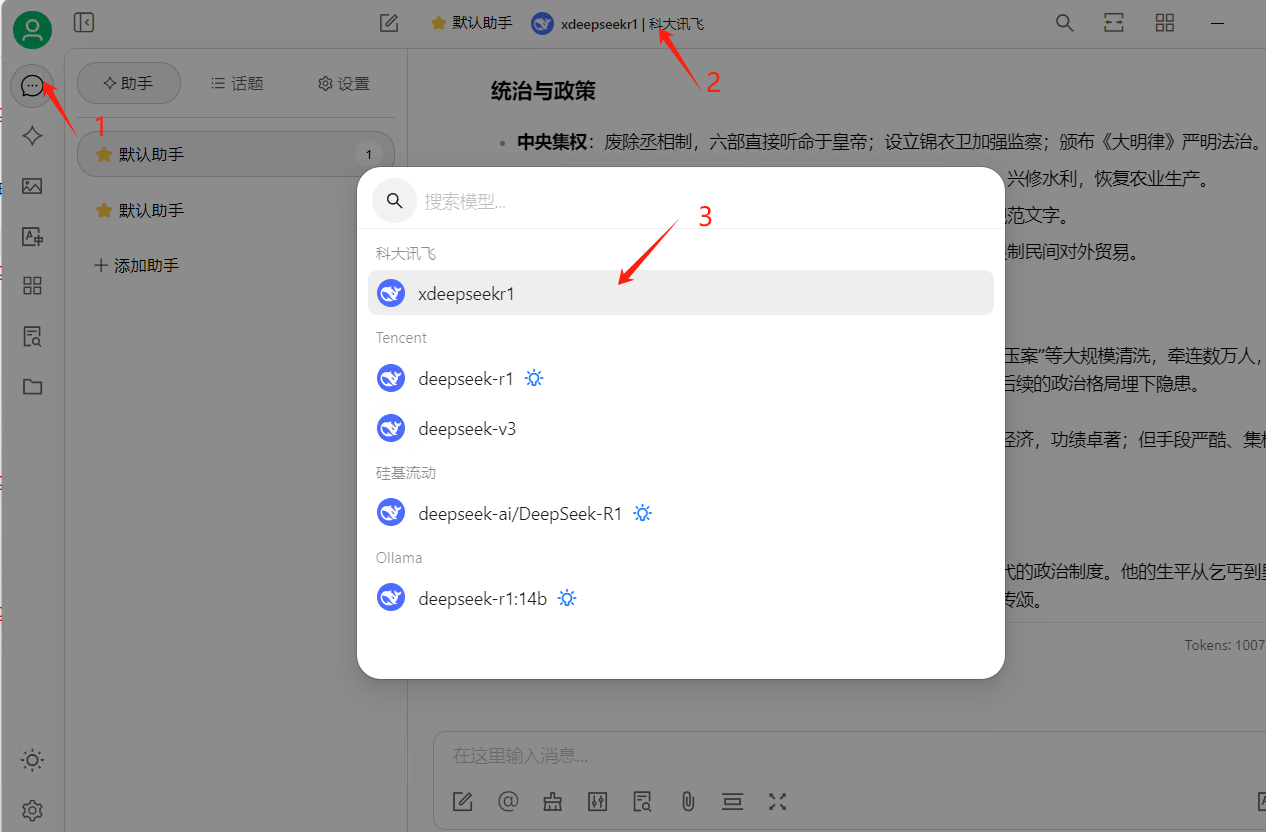 默认助手
xdeepseekr1 | 科大讯飞
2
助手
话题
设置
1
默认助手
1
默认助手
添加助手
统治与政策
中央集权：废除丞相制，六部直接听命于皇帝；设立锦衣卫加强监察；颁布《大明律》严明法治。
兴修水利，恢复农业生产。
范文字。
制民间对外贸易。
玉案”等大规模清洗，牵连数万人，
后续的政治格局埋下隐患。
经济，功绩卓著；但手段严酷、集
代的政治制度。他的生平从乞丐到
传颂。
Tokens: 1007
搜索模型...
3
科大讯飞
xdeepseekr1
Tencent
deepseek-r1
deepseek-v3
硅基流动
deepseek-ai/DeepSeek-R1
Ollama
deepseek-r1:14b
在这里输入消息...